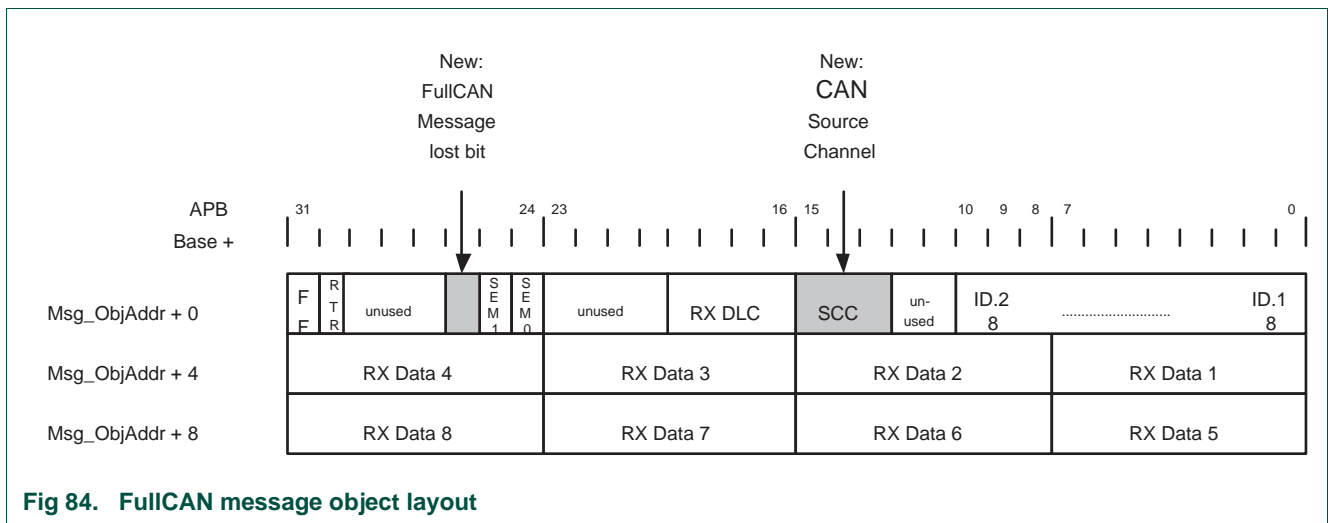 New:
FullCAN
Message
lost bit
New:
CAN
Source
Channel
APB
Base +
31 24 23 16 15 10 9 8 7 0
Msg_ObjAddr + 0
F
F
R
T
R
unused
S
E
M
1
S
E
M
0
unused
RX DLC
SCC
un-
used
ID.2
8
............................
ID.1
8
Msg_ObjAddr + 4
RX Data 4 RX Data 3 RX Data 2 RX Data 1
Msg_ObjAddr + 8
RX Data 8 RX Data 7 RX Data 6 RX Data 5
Fig 84. FullCAN message object layout